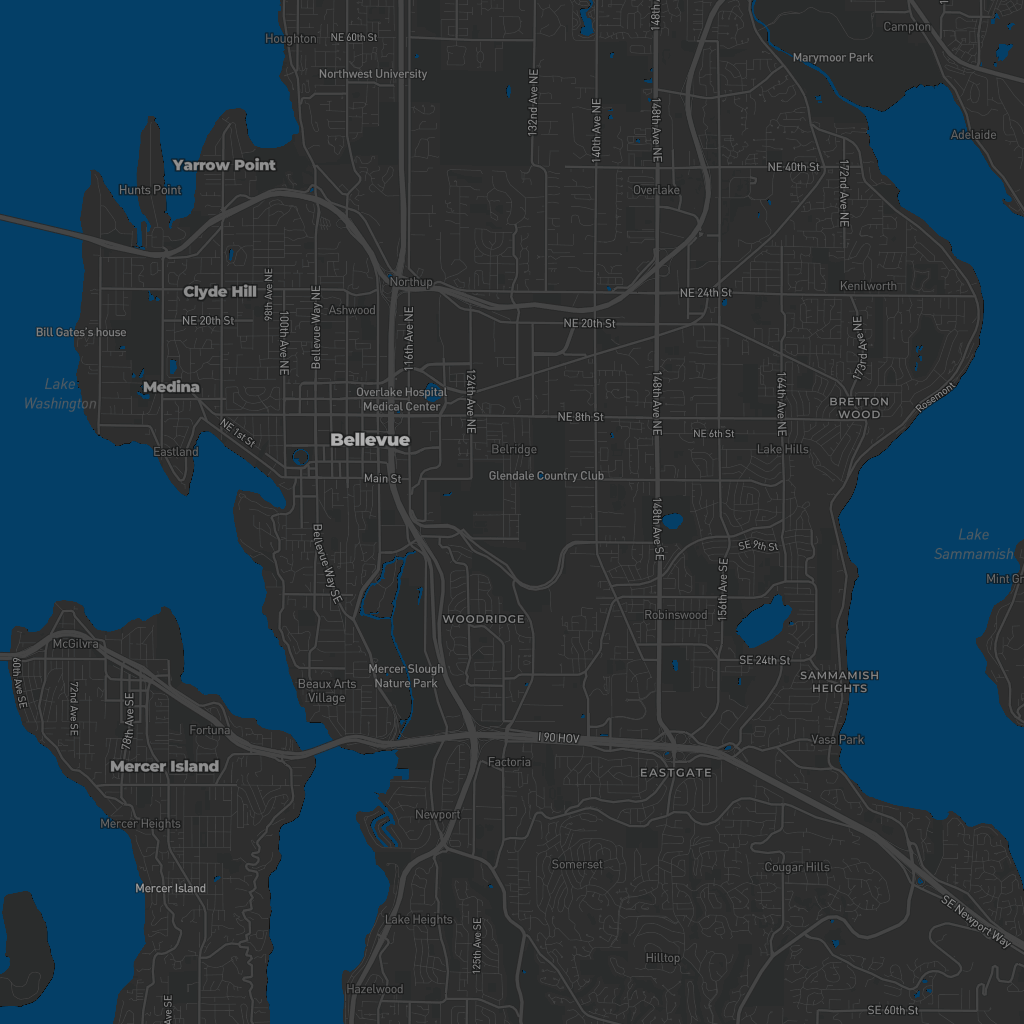 Houghton
NE 60th St
148th Ave NE
Campton
Northwest University
Marymoor Park
132nd Ave NE
140th Ave NE
148th Ave NE
Adelaide
Yarrow Point
NE 40th St
172nd Ave NE
Hunts Point
Overlake
Northup
Clyde Hill
98th Ave NE
Bellevue Way NE
NE 24th St
Kenilworth
Ashwood
116th Ave NE
NE 20th St
100th Ave NE
NE 20th St
Bill Gates's house
173rd Ave NE
Lake
Washington
Medina
Overlake Hospital
Medical Center
124th Ave NE
148th Ave NE
164th Ave NE
Rosemont
BRETTON
WOOD
NE 8th St
NE 1st St
Bellevue
NE 6th St
Eastland
Belridge
Lake Hills
Main St
Glendale Country Club
148th Ave SE
Lake
Sammamish
Bellevue Way SE
SE 9th St
156th Ave SE
Mint Gr
WOODRIDGE
Robinswood
McGilvra
60th Ave SE
72nd Ave SE
78th Ave SE
Mercer Slough
Nature Park
SE 24th St
Beaux Arts
Village
SAMMAMISH
HEIGHTS
Fortuna
I 90 HOV
Vasa Park
Mercer Island
Factoria
EASTGATE
Newport
Mercer Heights
Somerset
Cougar Hills
Mercer Island
Lake Heights
125th Ave SE
SE Newport Way
Hilltop
Hazelwood
Ave SE
SE 60th St